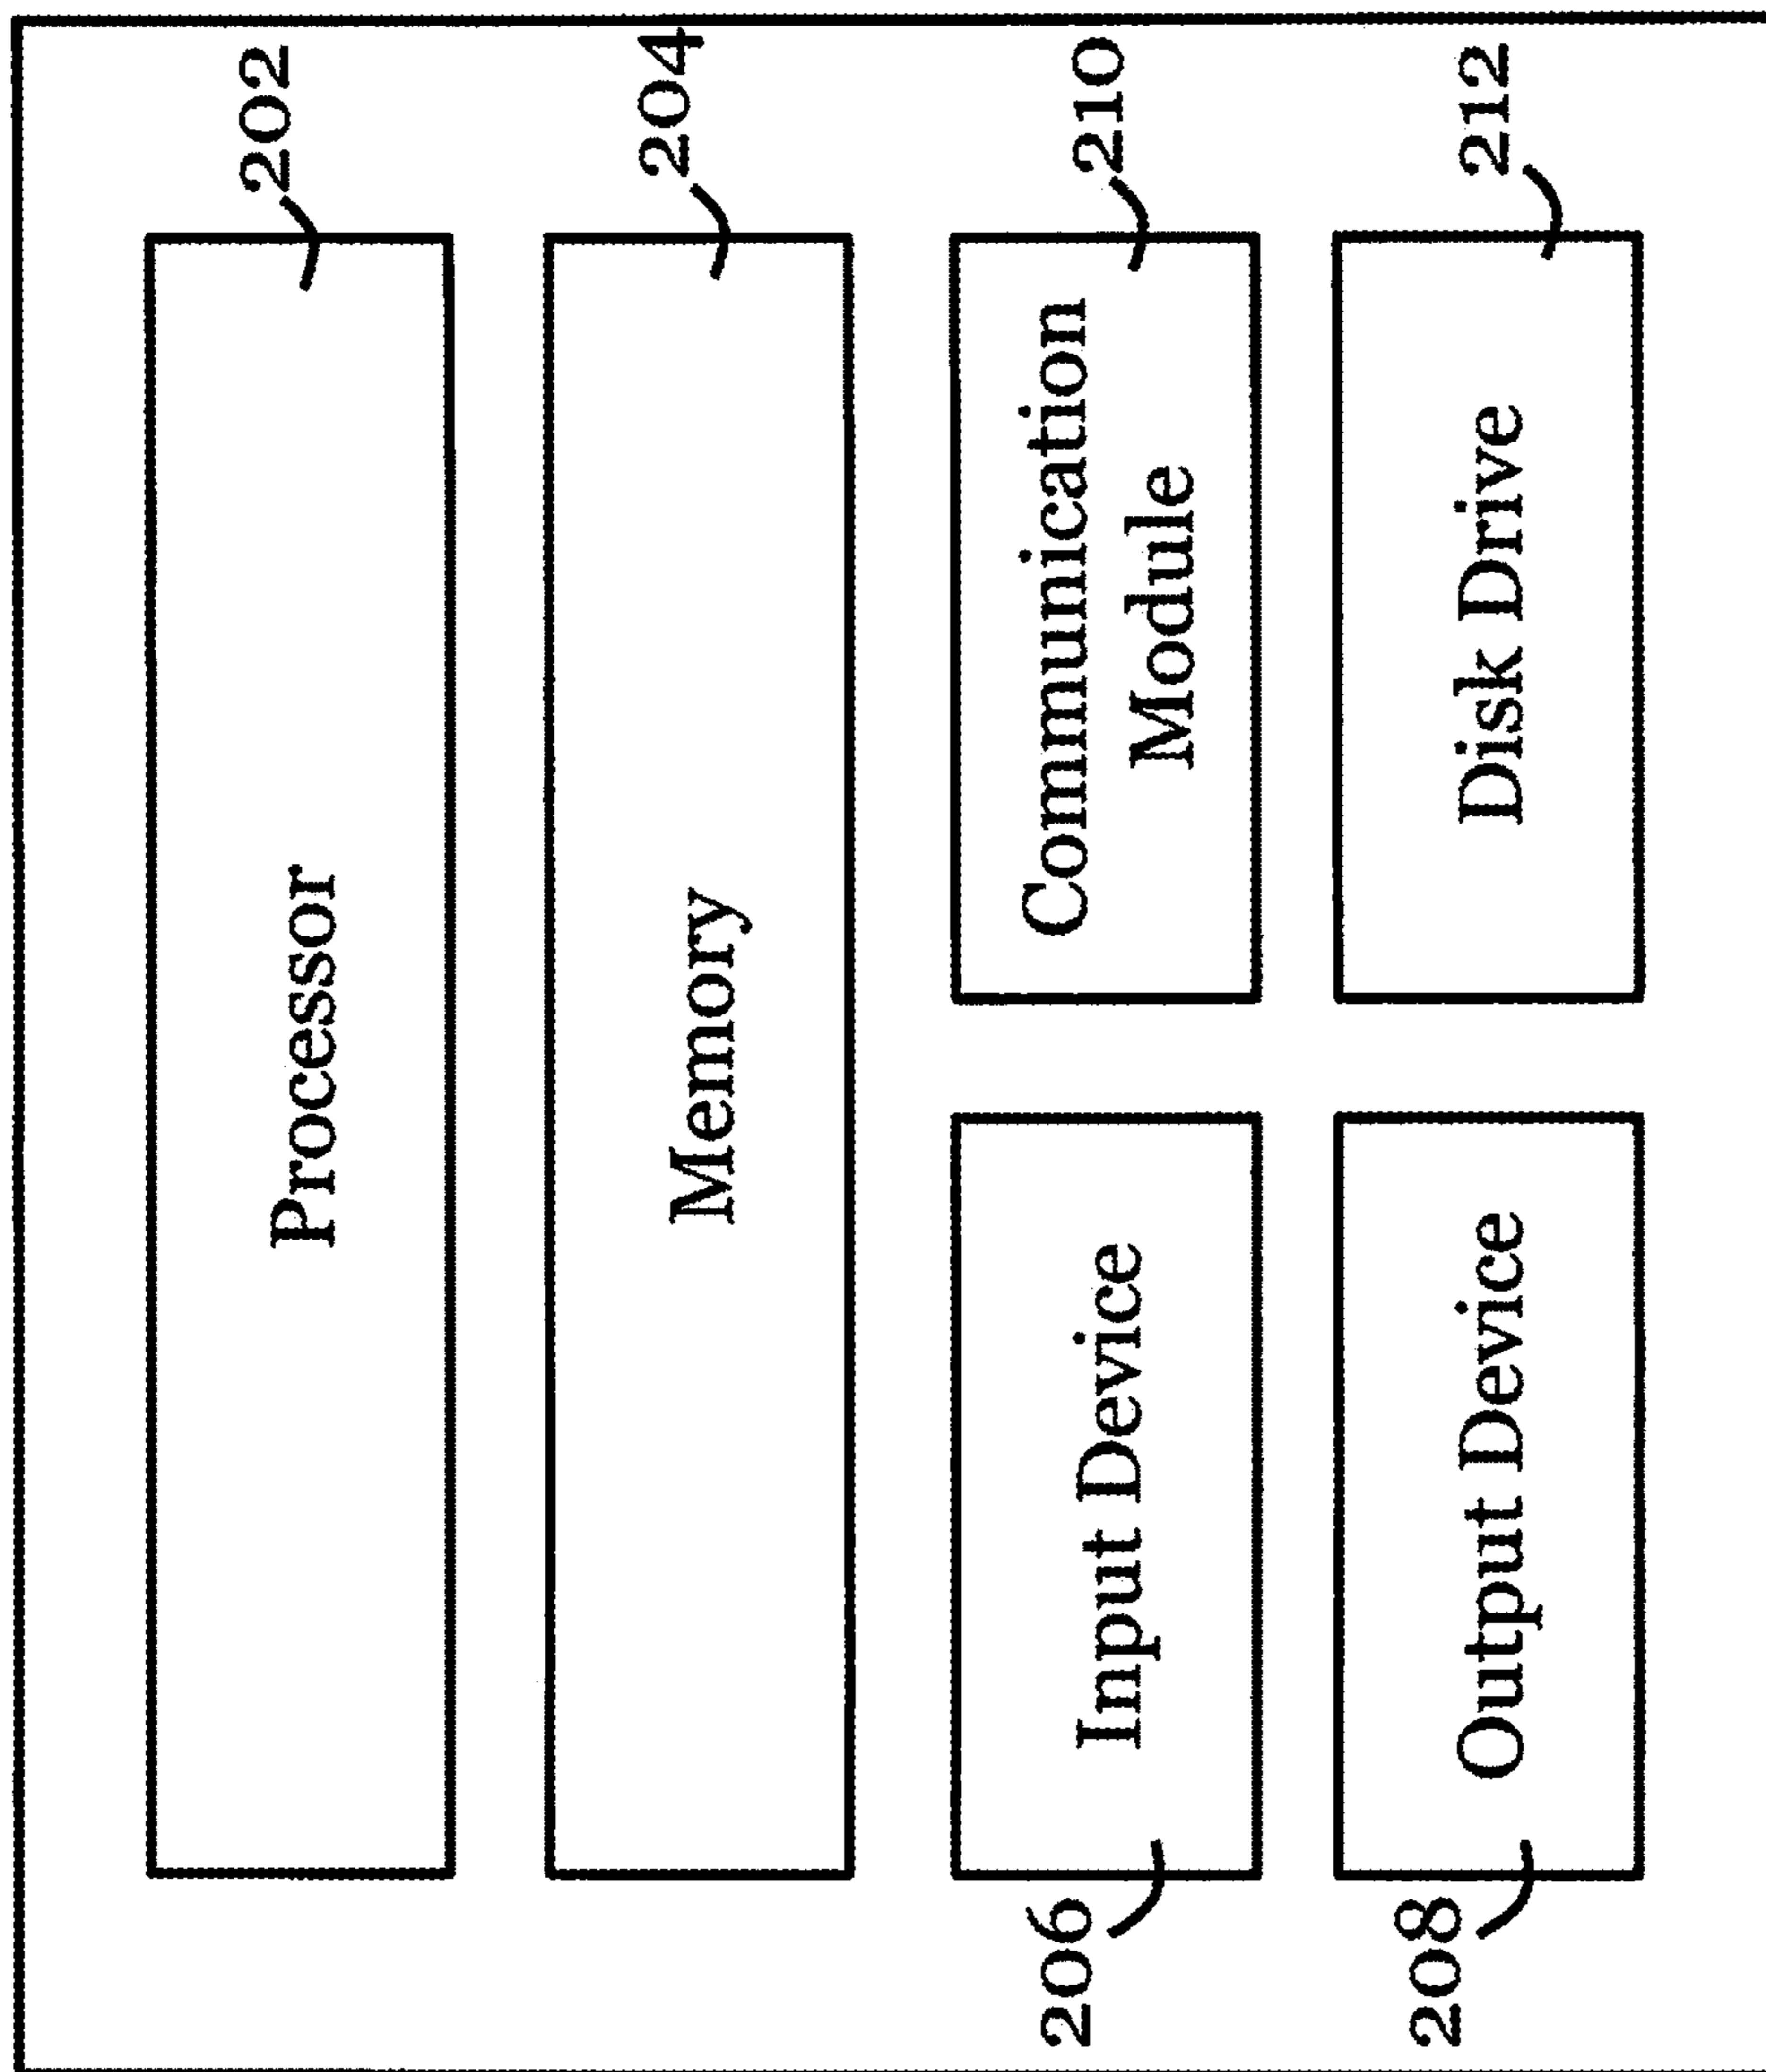 Processor
202
Memory
204
206
Input Device
Communication
Module
210
208
Output Device
Disk Drive
212